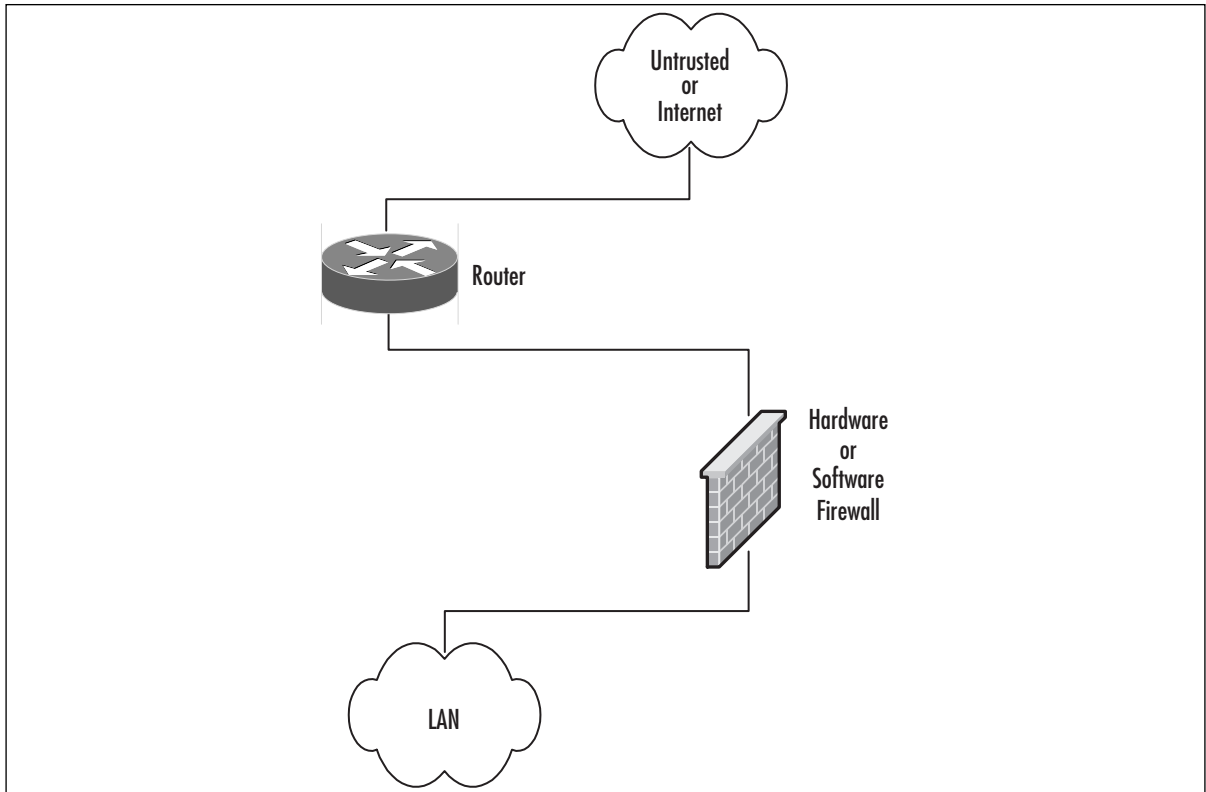 Untrusted
or
Internet
Router
Hardware
or
Software
Firewall
LAN